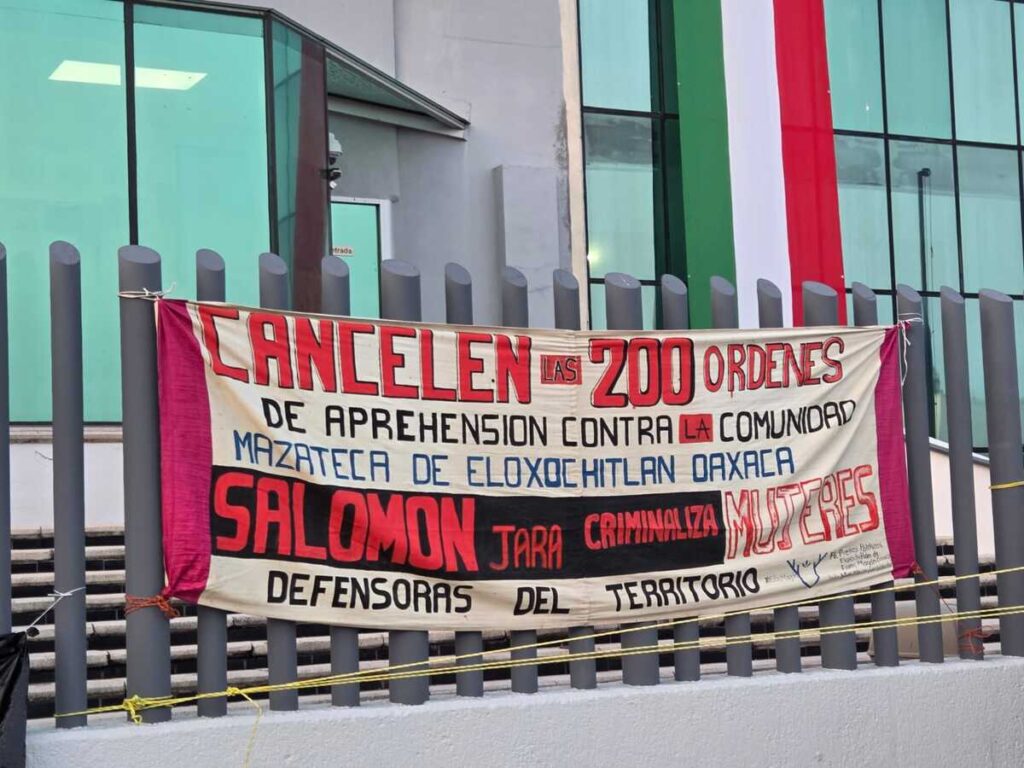 CANCELEN LAS 200 ORDENES
DE APREHENSION CONTRA LA COMUNIDAD
MAZATECA DE ELOXOCHITLAN OAXACA
SALOMON JARA CRIMINALIZA MUJERES
DEFENSORAS DEL TERRITORIO